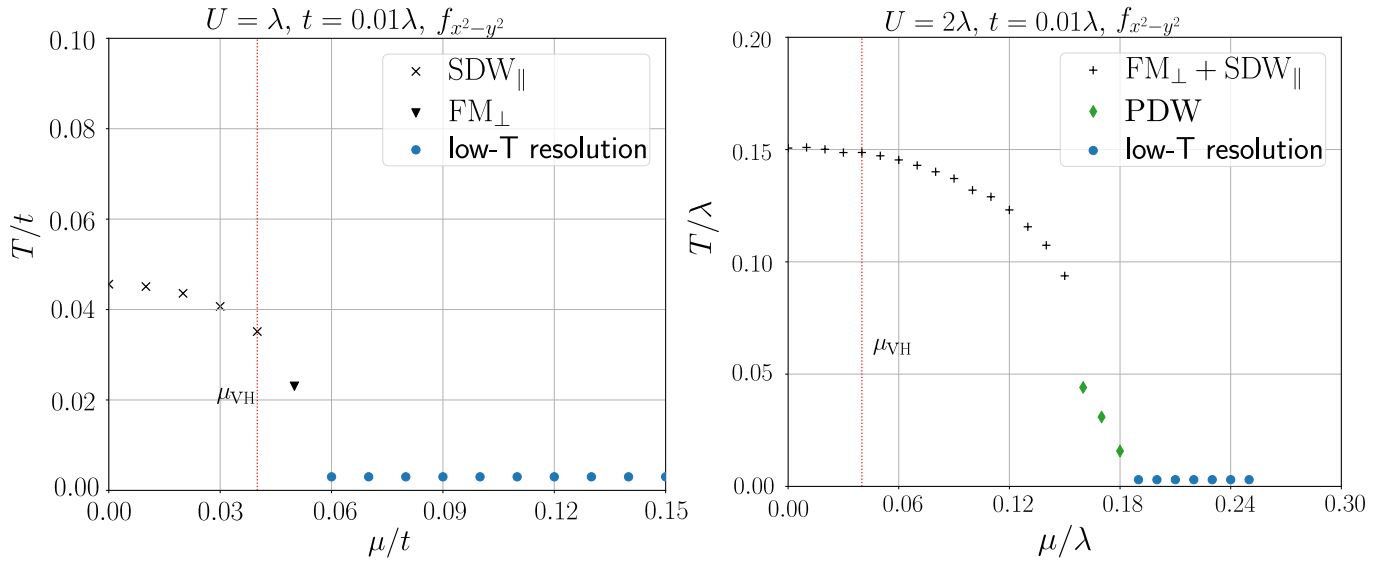 U = λ, t = 0.01λ, f_{x²−y²}
0.10
0.08
0.06
0.04
0.02
0.00
T/t
SDW_∥
FM_⊥
low-T resolution
μ_VH
0.00 0.03 0.06 0.09 0.12 0.15
μ/t
U = 2λ, t = 0.01λ, f_{x²−y²}
0.20
0.15
0.10
0.05
0.00
T/λ
FM_⊥ + SDW_∥
PDW
low-T resolution
μ_VH
0.00 0.06 0.12 0.18 0.24 0.30
μ/λ